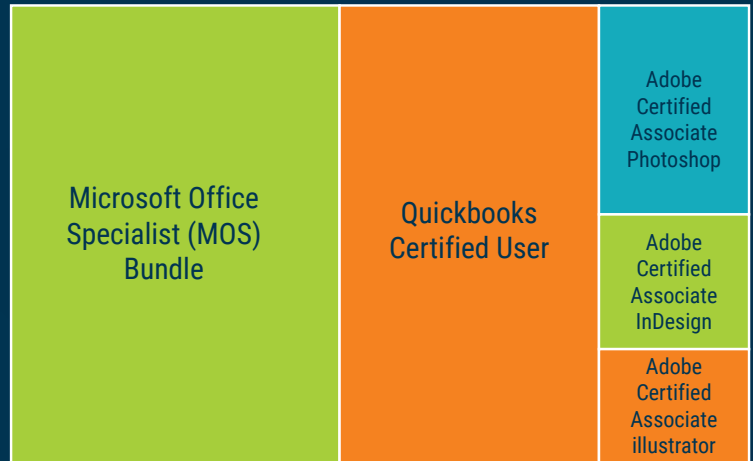 Microsoft Office
Specialist (MOS)
Bundle
Quickbooks
Certified User
Adobe
Certified
Associate
Photoshop
Adobe
Certified
Associate
InDesign
Adobe
Certified
Associate
illustrator